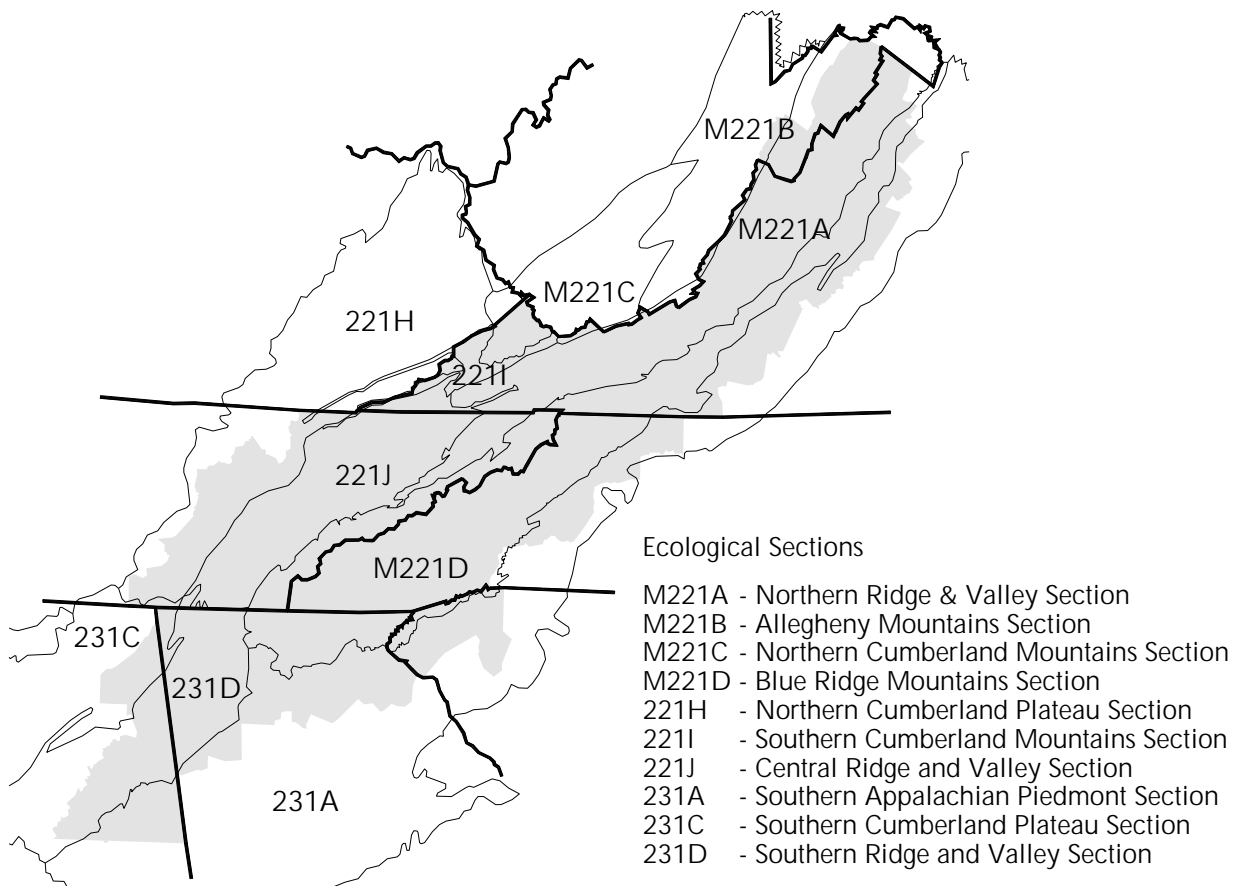 M221B
M221A
M221C
221H
221I
221J
M221D
231C
231D
231A
Ecological Sections
M221A - Northern Ridge & Valley Section
M221B - Allegheny Mountains Section
M221C - Northern Cumberland Mountains Section
M221D - Blue Ridge Mountains Section
221H - Northern Cumberland Plateau Section
221I - Southern Cumberland Mountains Section
221J - Central Ridge and Valley Section
231A - Southern Appalachian Piedmont Section
231C - Southern Cumberland Plateau Section
231D - Southern Ridge and Valley Section